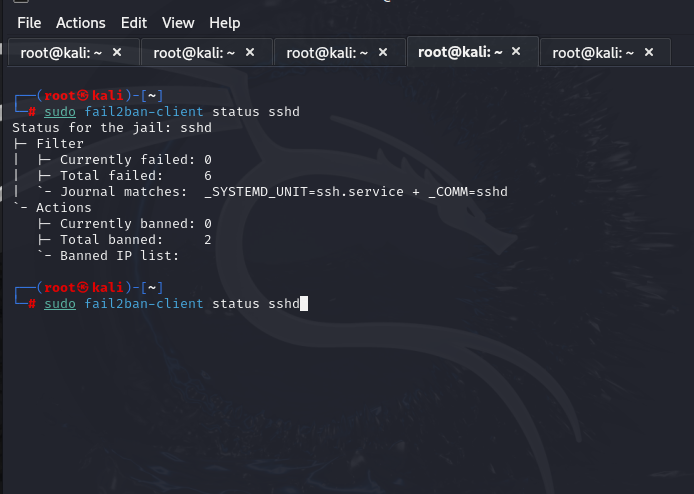 File Actions Edit View Help
root@kali: ~ × root@kali: ~ × root@kali: ~ × root@kali: ~ × root@kali: ~ ×
┌──(root㉿kali)-[~]
└─# sudo fail2ban-client status sshd
Status for the jail: sshd
├─ Filter
|  ├─ Currently failed: 0
|  ├─ Total failed:     6
|  `- Journal matches:  _SYSTEMD_UNIT=ssh.service + _COMM=sshd
`- Actions
   ├─ Currently banned: 0
   ├─ Total banned:     2
   `- Banned IP list:
┌──(root㉿kali)-[~]
└─# sudo fail2ban-client status sshd